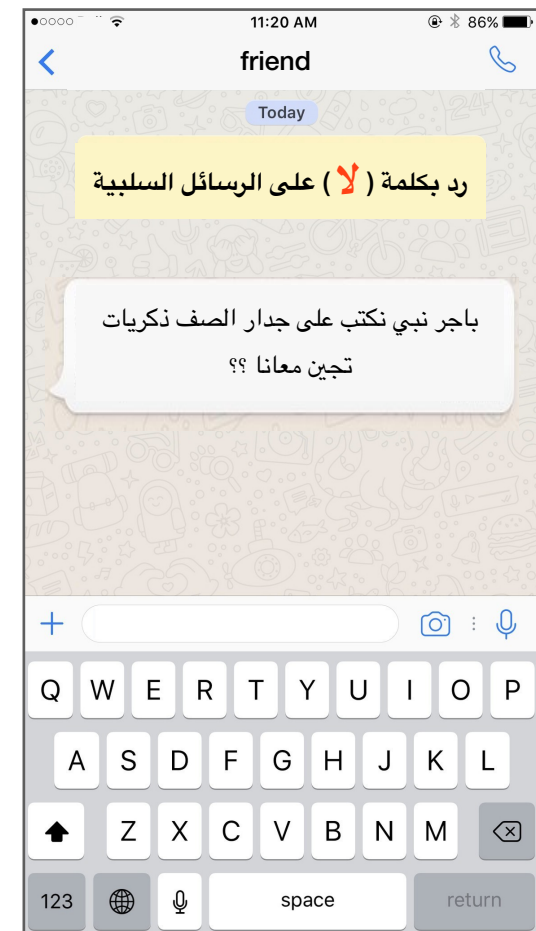 11:20 AM
86%
friend
Today
رد بكلمة ( لا ) على الرسائل السلبية
باجر نبي نكتب على جدار الصف ذكريات
تجين معانا ؟؟
Q W E R T Y U I O P
A S D F G H J K L
Z X C V B N M
123 space return